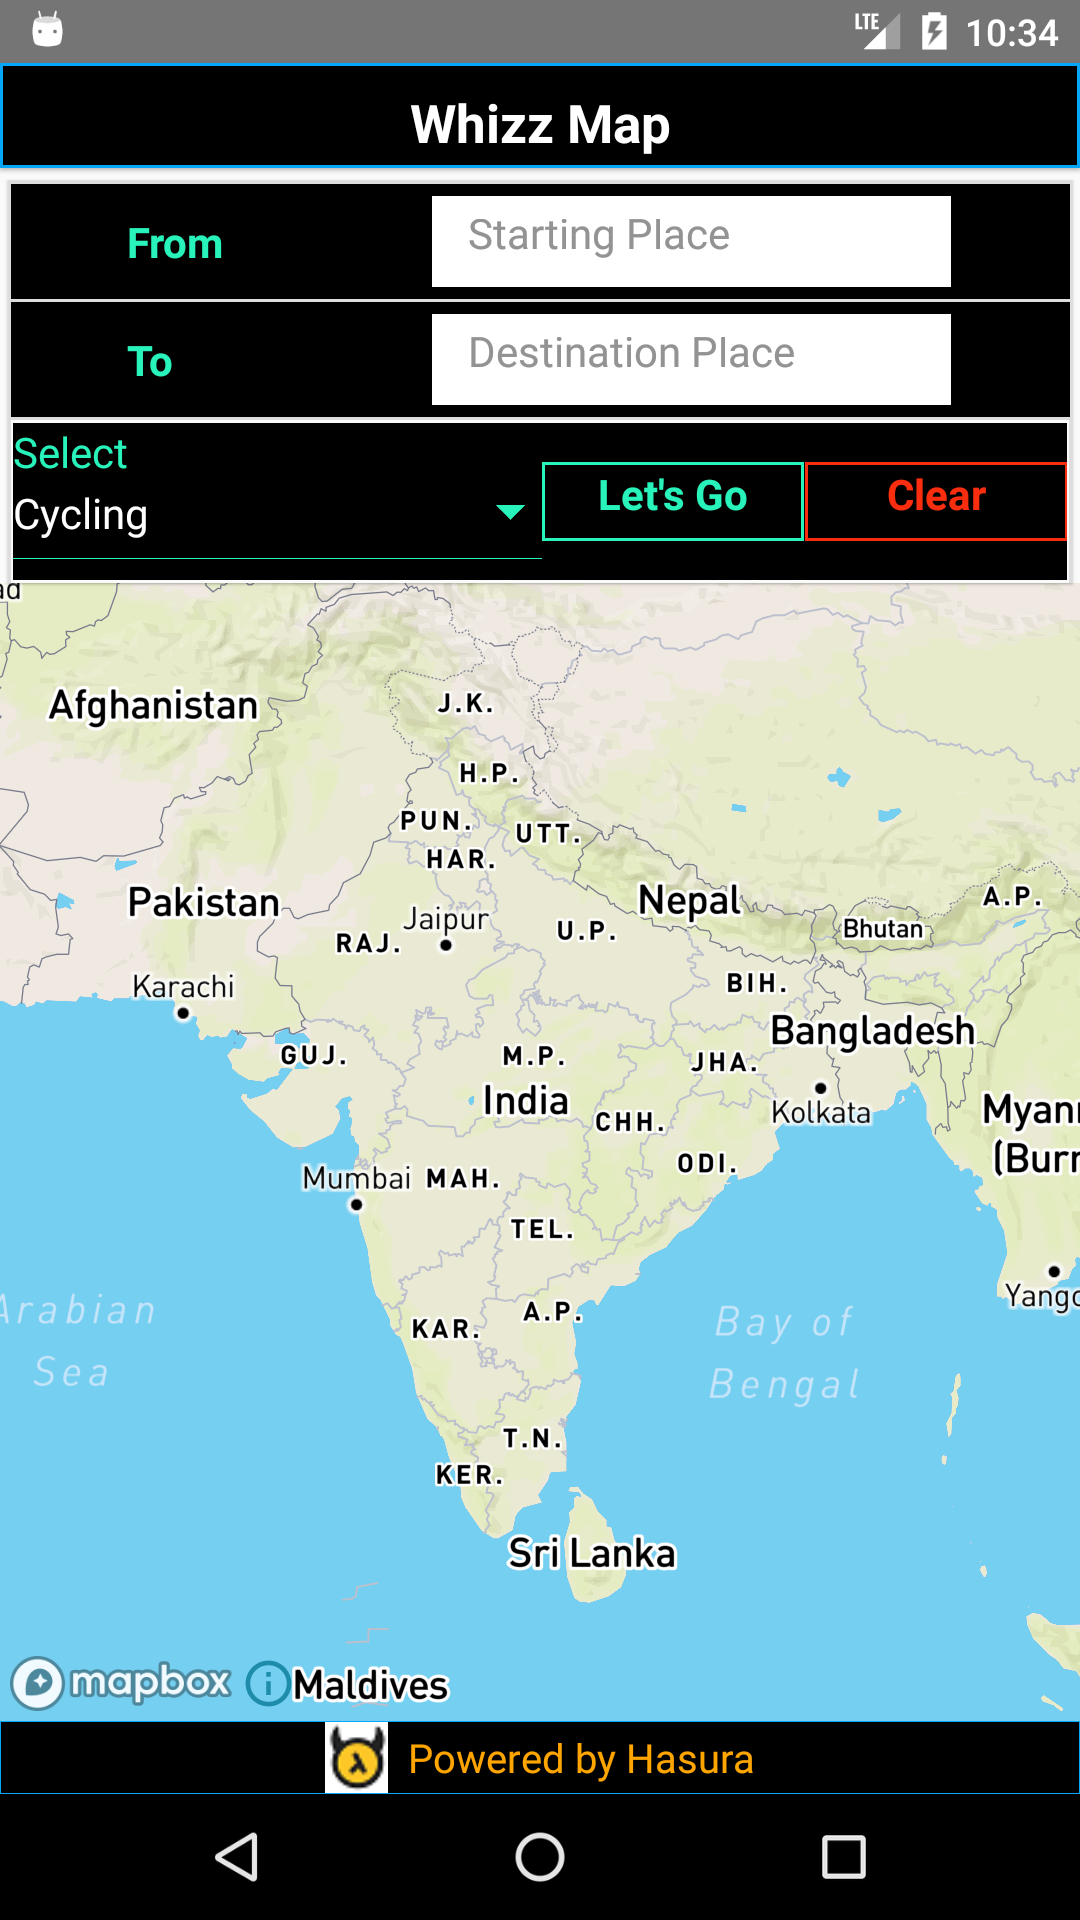 LTE 10:34
Whizz Map
From Starting Place
To Destination Place
Select
Cycling
Let's Go Clear
ad
Afghanistan
J.K.
H.P.
PUN.
UTT.
HAR.
Pakistan
Nepal
A.P.
Jaipur
Bhutan
RAJ.
U.P.
Karachi
BIH.
Bangladesh
GUJ.
M.P.
JHA.
India
Kolkata
Myanm
CHH.
(Burr
ODI.
Mumbai
MAH.
TEL.
Yango
Arabian
Sea
A.P.
KAR.
Bay of
Bengal
T.N.
KER.
Sri Lanka
mapbox
Maldives
Powered by Hasura